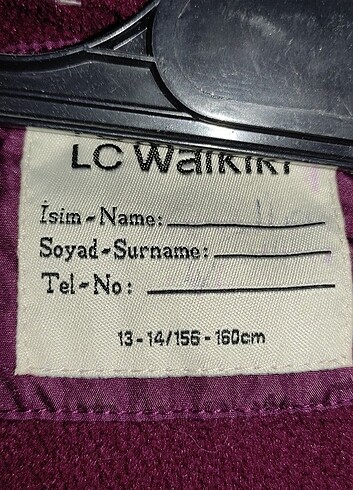 LC Waikiki
İsim-Name:
Soyad-Surname:
Tel-No:
13-14/156-160cm